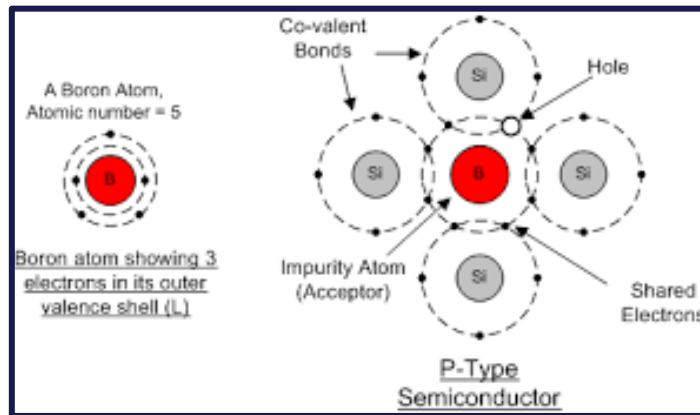 A Boron Atom,
Atomic number = 5
B
Boron atom showing 3
electrons in its outer
valence shell (L)
Co-valent
Bonds
Si
Hole
Si
B
Si
Impurity Atom
(Acceptor)
Si
Shared
Electrons
P-Type
Semiconductor